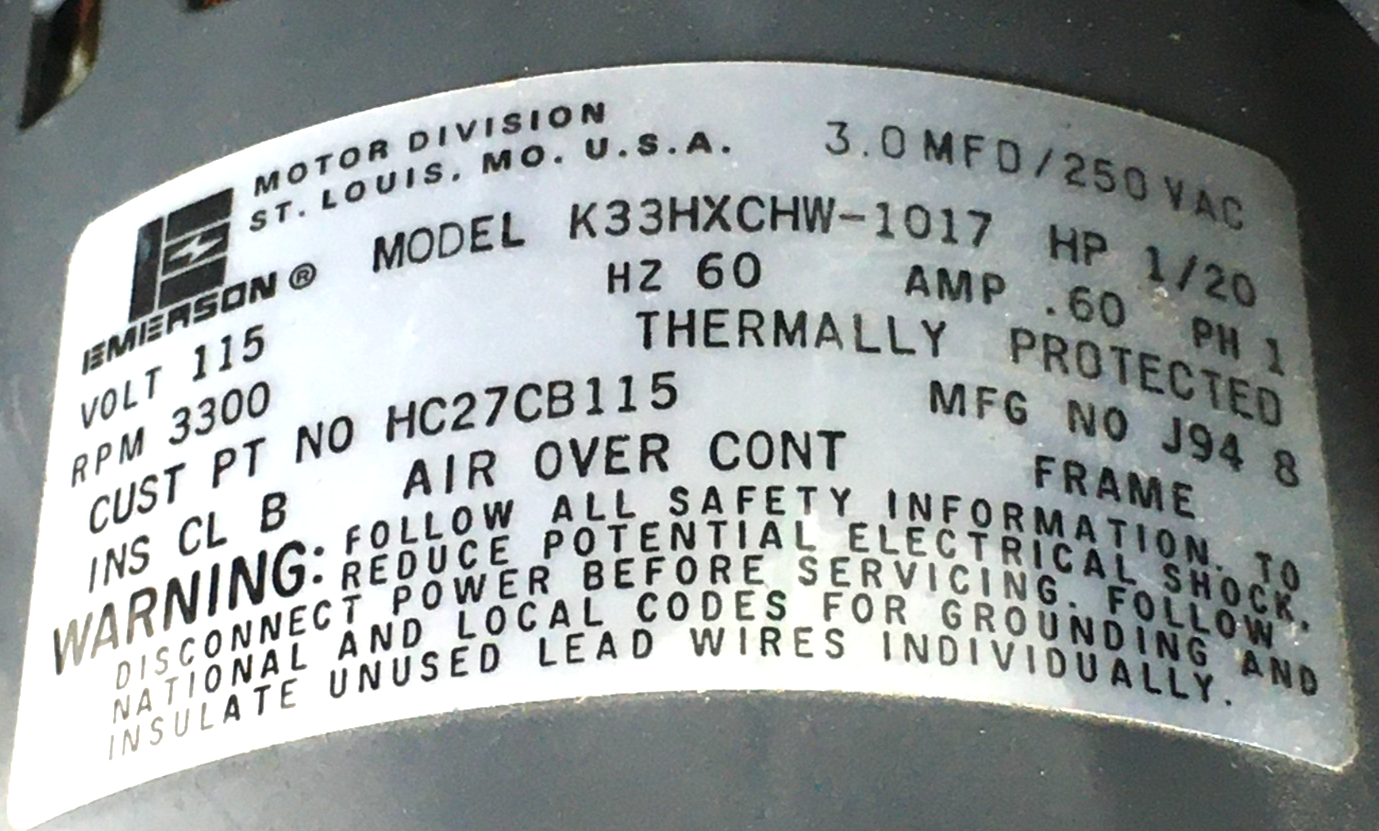 MOTOR DIVISION
ST. LOUIS, MO. U.S.A.
3.0 MFD/250 VAC
EMERSON®
MODEL K33HXCHW-1017 HP 1/20
VOLT 115 HZ 60 AMP .60 PH 1
RPM 3300 THERMALLY PROTECTED
CUST PT NO HC27CB115 MFG NO J94 8
INS CL B AIR OVER CONT FRAME
WARNING: FOLLOW ALL SAFETY INFORMATION. TO
REDUCE POTENTIAL ELECTRICAL SHOCK,
DISCONNECT POWER BEFORE SERVICING. FOLLOW
NATIONAL AND LOCAL CODES FOR GROUNDING AND
INSULATE UNUSED LEAD WIRES INDIVIDUALLY.